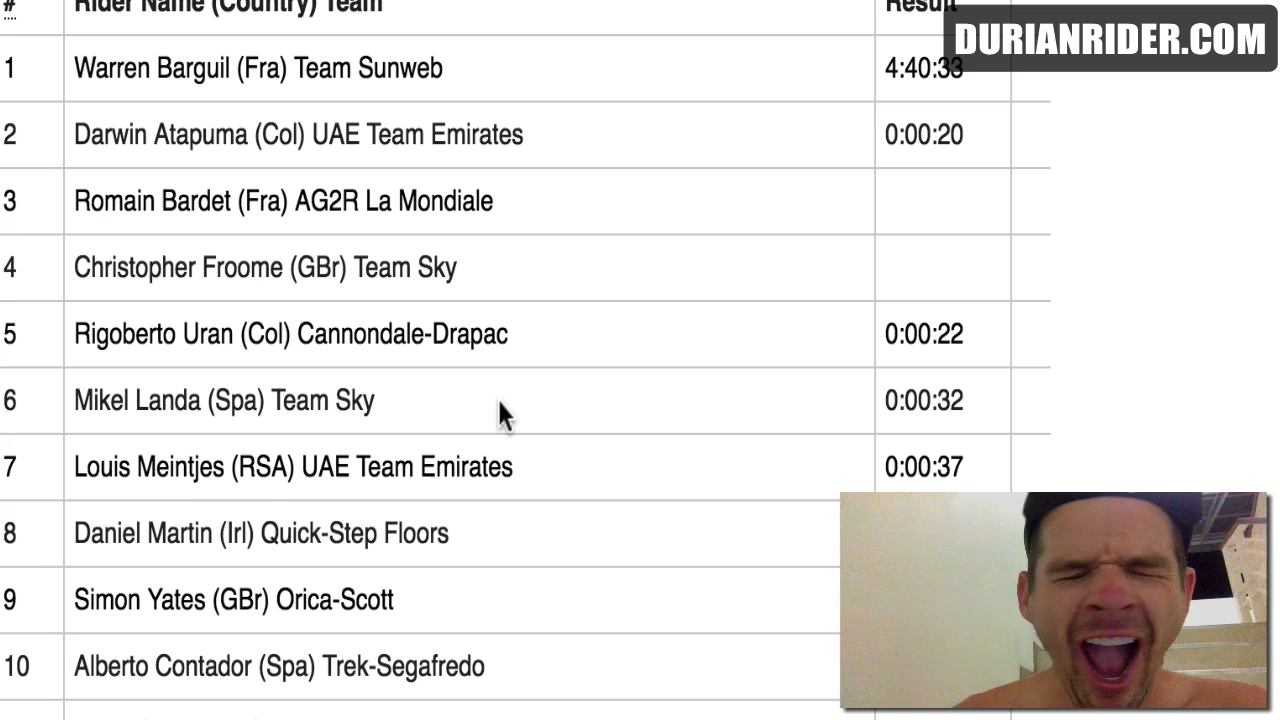 # Rider Name (Country) Team Result
DURIANRIDER.COM
1 Warren Barguil (Fra) Team Sunweb 4:40:33
2 Darwin Atapuma (Col) UAE Team Emirates 0:00:20
3 Romain Bardet (Fra) AG2R La Mondiale
4 Christopher Froome (GBr) Team Sky
5 Rigoberto Uran (Col) Cannondale-Drapac 0:00:22
6 Mikel Landa (Spa) Team Sky 0:00:32
7 Louis Meintjes (RSA) UAE Team Emirates 0:00:37
8 Daniel Martin (Irl) Quick-Step Floors
9 Simon Yates (GBr) Orica-Scott
10 Alberto Contador (Spa) Trek-Segafredo